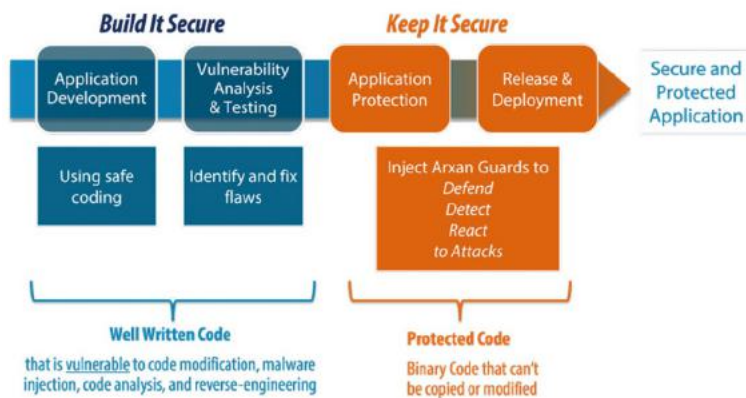 Build It Secure
Keep It Secure
Application
Development
Vulnerability
Analysis
& Testing
Application
Protection
Release &
Deployment
Secure and
Protected
Application
Using safe
coding
Identify and fix
flaws
Inject Arxan Guards to
Defend
Detect
React
to Attacks
Well Written Code
that is vulnerable to code modification, malware
injection, code analysis, and reverse-engineering
Protected Code
Binary Code that can't
be copied or modified